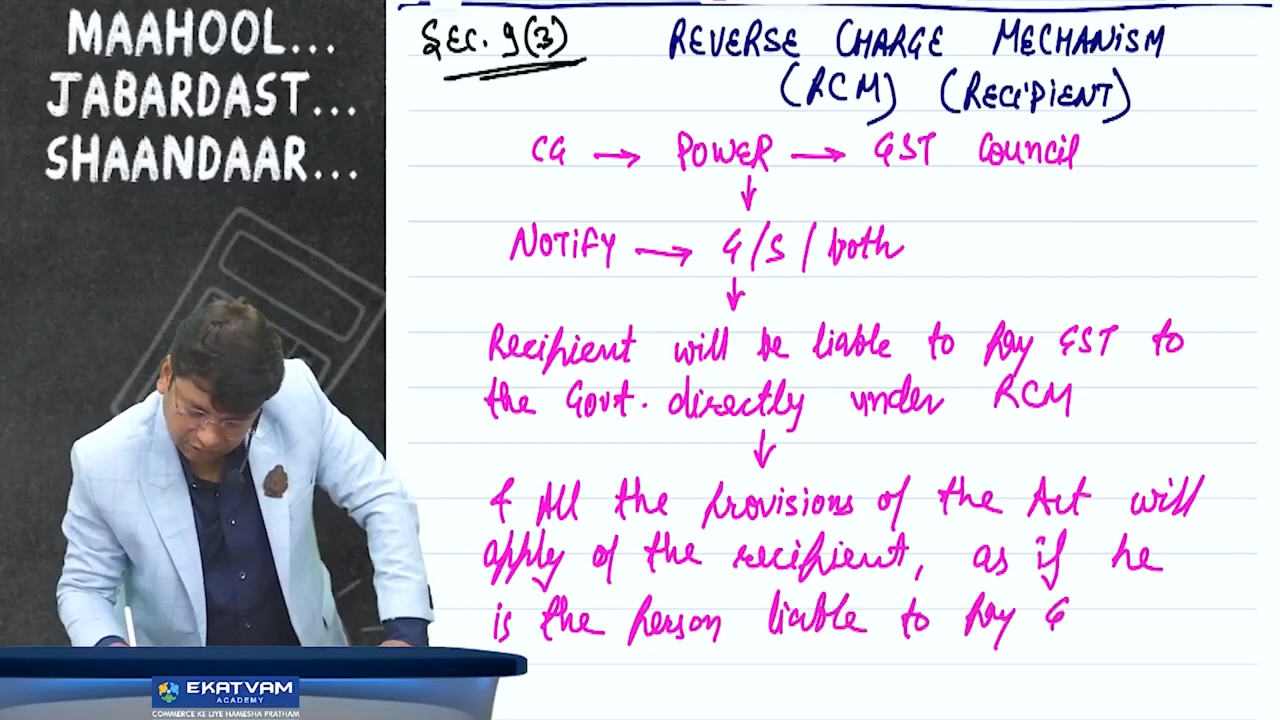 MAAHOOL...
JABARDAST...
SHAANDAAR...
SEC. 9(3) REVERSE CHARGE MECHANISM
(RCM) (RECIPIENT)
CG → POWER → GST Council
↓
NOTIFY → G/S / both
↓
Recipient will be liable to pay GST to
the Govt. directly under RCM
↓
& All the provisions of the Act will
apply of the recipient, as if he
is the person liable to pay G
EKATVAM
ACADEMY
COMMERCE KE LIYE HAMESHA PRATHAM